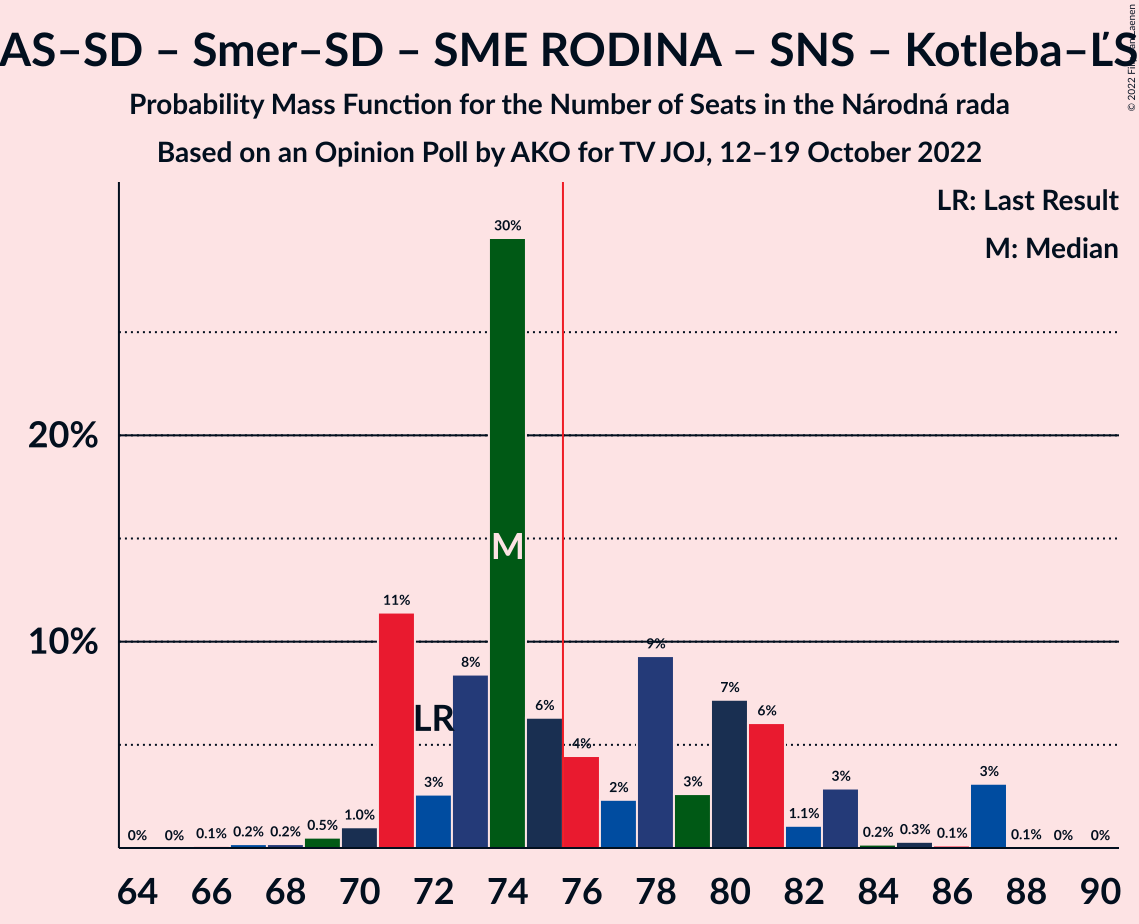 AS–SD – Smer–SD – SME RODINA – SNS – Kotleba–ĽS
Probability Mass Function for the Number of Seats in the Národná rada
Based on an Opinion Poll by AKO for TV JOJ, 12–19 October 2022
LR: Last Result
M: Median
20%
10%
0% 0% 0.1% 0.2% 0.2% 0.5% 1.0% 11% 3% 8% 30% 6% 4% 2% 9% 3% 7% 6% 1.1% 3% 0.2% 0.3% 0.1% 3% 0.1% 0% 0%
LR
M
64 66 68 70 72 74 76 78 80 82 84 86 88 90
© 2022